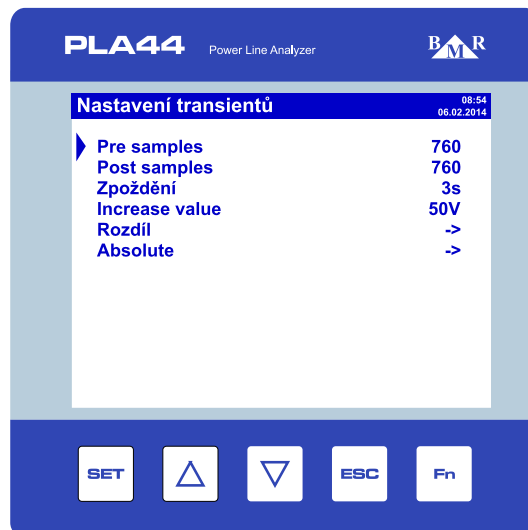 PLA44 Power Line Analyzer
BMR
Nastavení transientů 08:54
06.02.2014
Pre samples 760
Post samples 760
Zpoždění 3s
Increase value 50V
Rozdíl ->
Absolute ->
SET ESC Fn